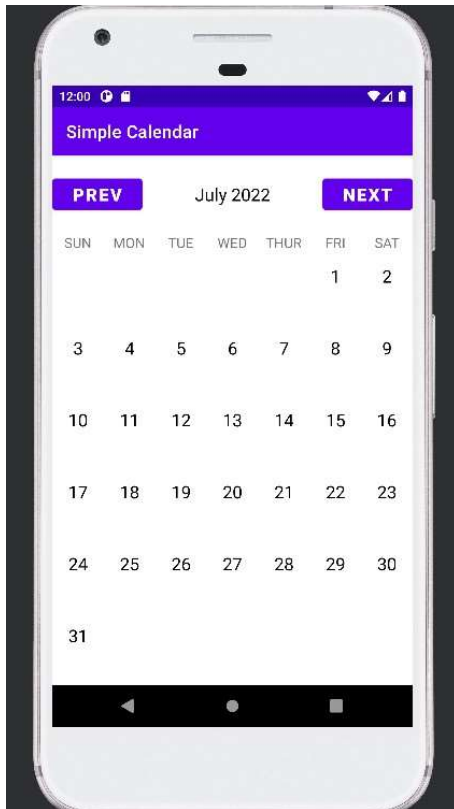 12:00
Simple Calendar
PREV July 2022 NEXT
SUN MON TUE WED THUR FRI SAT
1 2
3 4 5 6 7 8 9
10 11 12 13 14 15 16
17 18 19 20 21 22 23
24 25 26 27 28 29 30
31